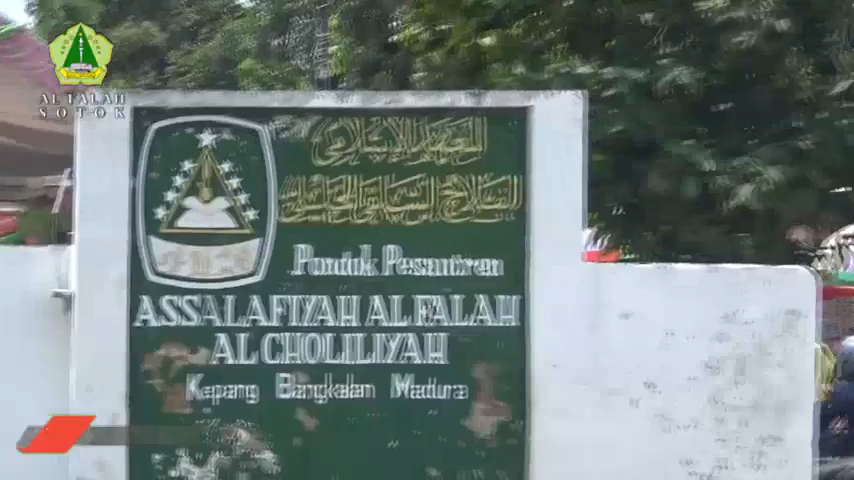 AL FALAH
SOTOK
المعهد الإسلامي
Pondok Pesantren
ASSALAFIYAH AL FALAH
AL CHOLILIYAH
Kepang Bangkalan Madura